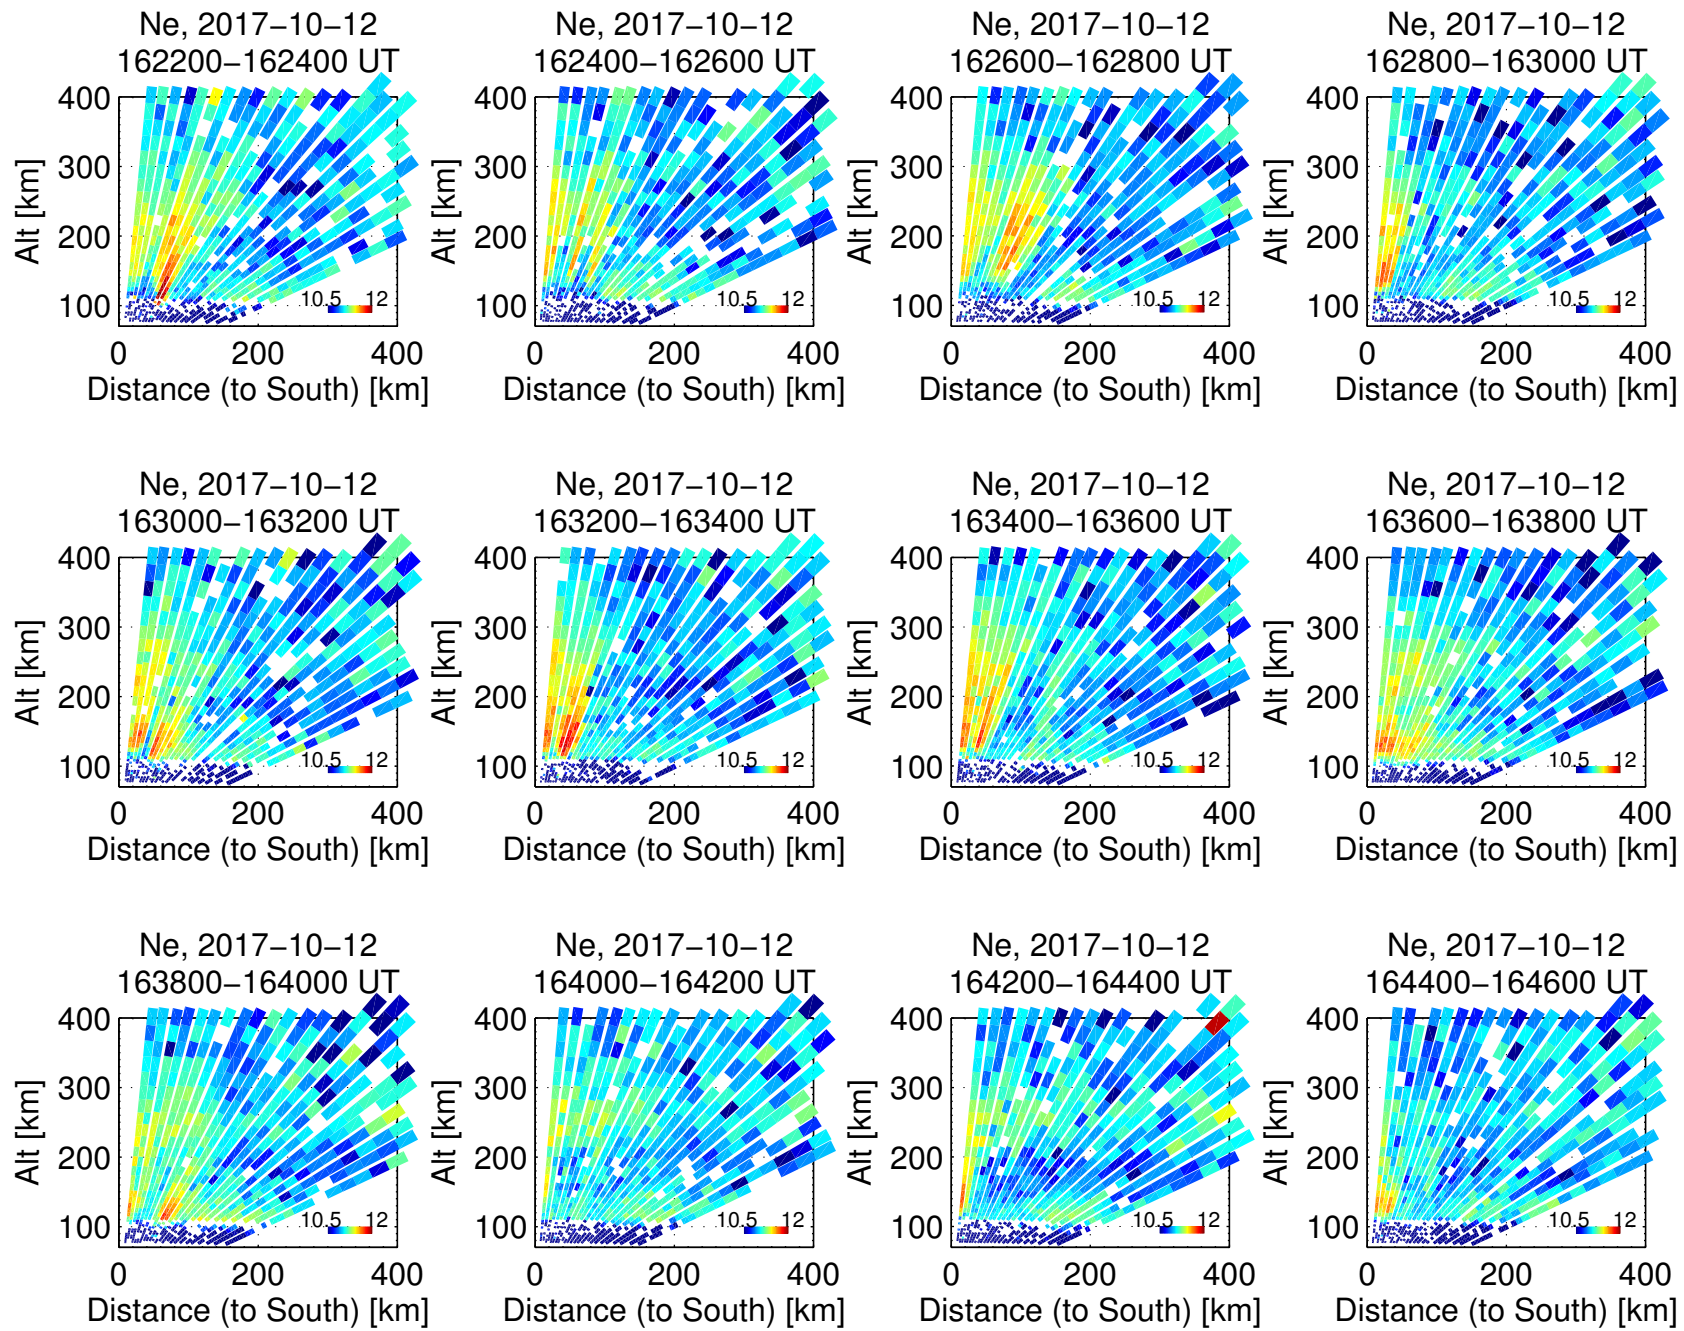 Ne, 2017−10−12
162200−162400 UT
Alt [km]
400
300
200
100
10.5 12
0 200 400
Distance (to South) [km]
Ne, 2017−10−12
162400−162600 UT
Alt [km]
400
300
200
100
10.5 12
0 200 400
Distance (to South) [km]
Ne, 2017−10−12
162600−162800 UT
Alt [km]
400
300
200
100
10.5 12
0 200 400
Distance (to South) [km]
Ne, 2017−10−12
162800−163000 UT
Alt [km]
400
300
200
100
10.5 12
0 200 400
Distance (to South) [km]
Ne, 2017−10−12
163000−163200 UT
Alt [km]
400
300
200
100
10.5 12
0 200 400
Distance (to South) [km]
Ne, 2017−10−12
163200−163400 UT
Alt [km]
400
300
200
100
10.5 12
0 200 400
Distance (to South) [km]
Ne, 2017−10−12
163400−163600 UT
Alt [km]
400
300
200
100
10.5 12
0 200 400
Distance (to South) [km]
Ne, 2017−10−12
163600−163800 UT
Alt [km]
400
300
200
100
10.5 12
0 200 400
Distance (to South) [km]
Ne, 2017−10−12
163800−164000 UT
Alt [km]
400
300
200
100
10.5 12
0 200 400
Distance (to South) [km]
Ne, 2017−10−12
164000−164200 UT
Alt [km]
400
300
200
100
10.5 12
0 200 400
Distance (to South) [km]
Ne, 2017−10−12
164200−164400 UT
Alt [km]
400
300
200
100
10.5 12
0 200 400
Distance (to South) [km]
Ne, 2017−10−12
164400−164600 UT
Alt [km]
400
300
200
100
10.5 12
0 200 400
Distance (to South) [km]